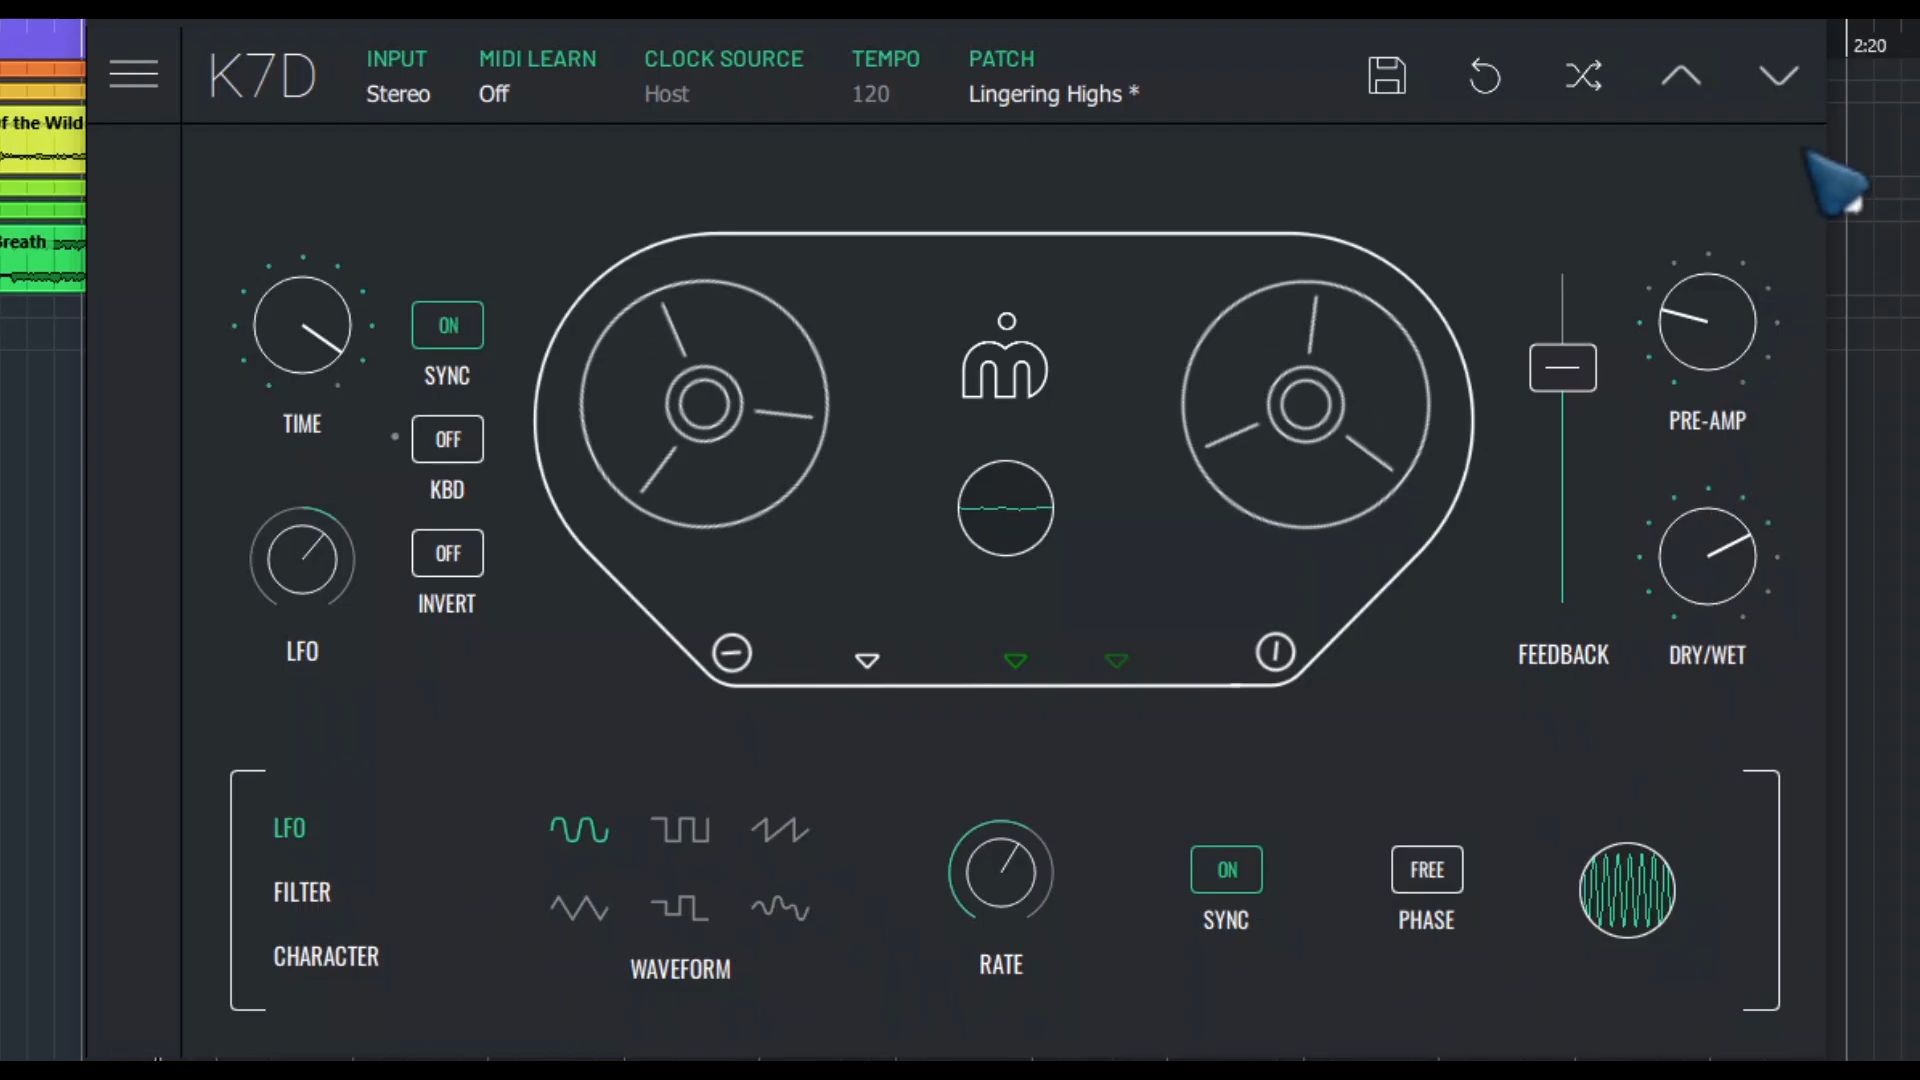 2:20
K7D
INPUT
Stereo
MIDI LEARN
Off
CLOCK SOURCE
Host
TEMPO
120
PATCH
Lingering Highs *
f the Wild
Breath
TIME
ON
SYNC
OFF
KBD
OFF
INVERT
LFO
FEEDBACK
PRE-AMP
DRY/WET
LFO
FILTER
CHARACTER
WAVEFORM
RATE
ON
SYNC
FREE
PHASE